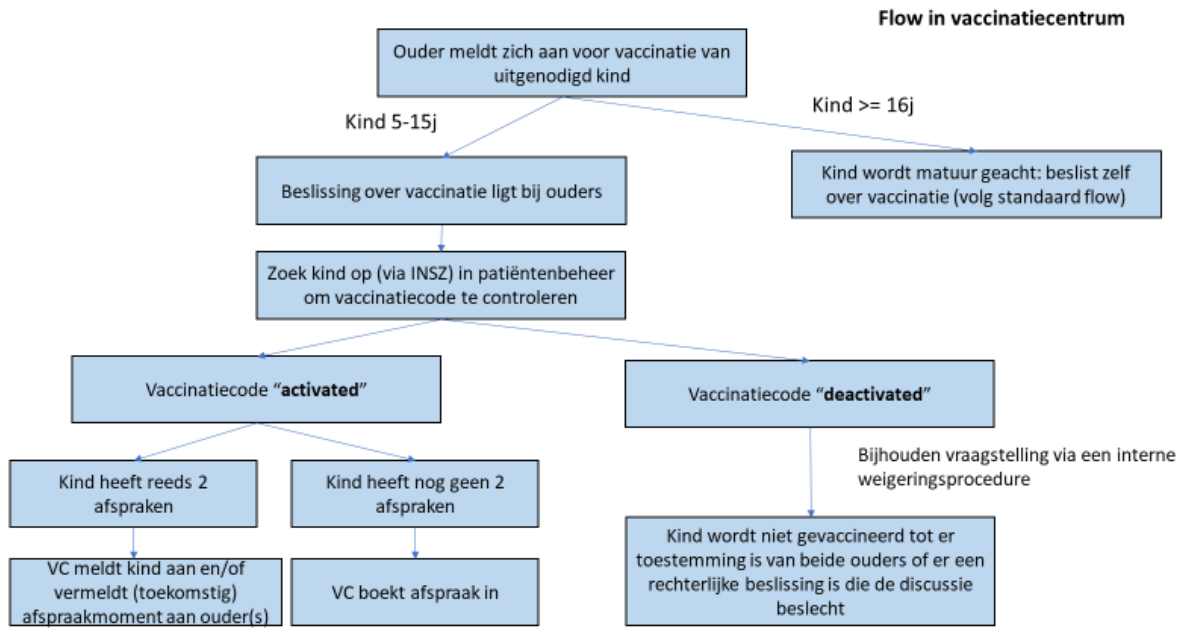 Flow in vaccinatiecentrum
Ouder meldt zich aan voor vaccinatie van
uitgenodigd kind
Kind 5-15j
Kind >= 16j
Beslissing over vaccinatie ligt bij ouders
Kind wordt matuur geacht: beslist zelf
over vaccinatie (volg standaard flow)
Zoek kind op (via INSZ) in patiëntenbeheer
om vaccinatiecode te controleren
Vaccinatiecode “activated”
Vaccinatiecode “deactivated”
Kind heeft reeds 2
afspraken
Kind heeft nog geen 2
afspraken
Bijhouden vraagstelling via een interne
weigeringsprocedure
VC meldt kind aan en/of
vermeldt (toekomstig)
afspraakmoment aan ouder(s)
VC boekt afspraak in
Kind wordt niet gevaccineerd tot er
toestemming is van beide ouders of er een
rechterlijke beslissing is die de discussie
beslecht